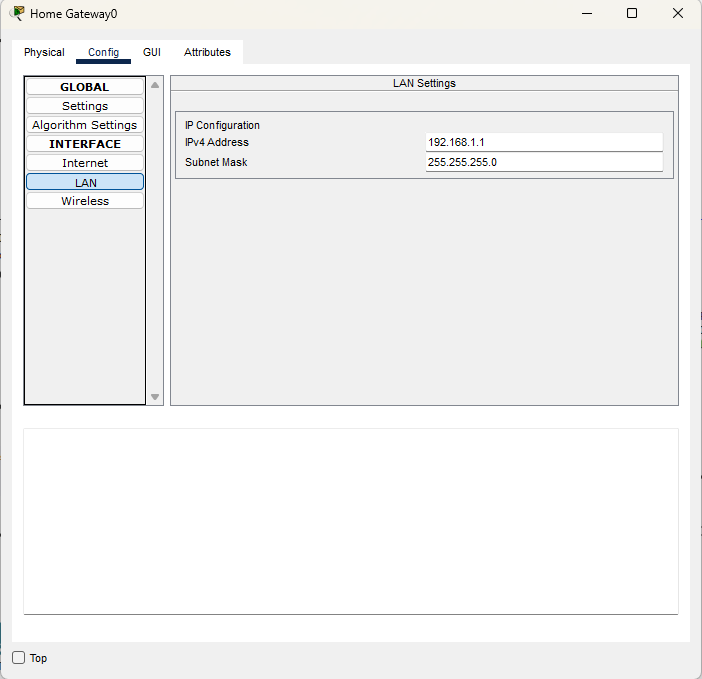 Home Gateway0
Physical Config GUI Attributes
GLOBAL
Settings
Algorithm Settings
INTERFACE
Internet
LAN
Wireless
LAN Settings
IP Configuration
IPv4 Address 192.168.1.1
Subnet Mask 255.255.255.0
Top